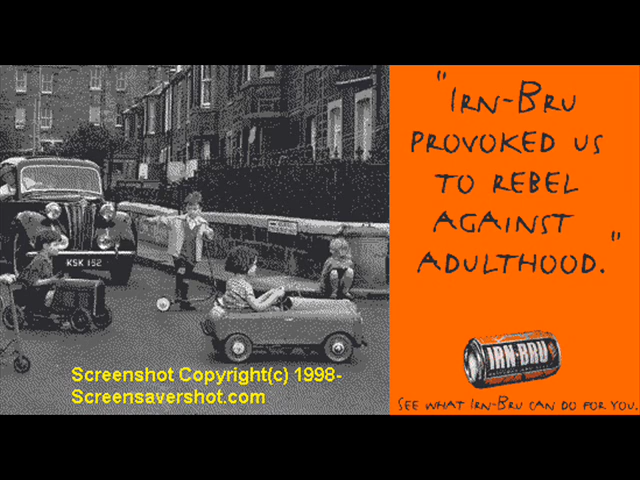 "IRN-BRU
PROVOKED US
TO REBEL
AGAINST
ADULTHOOD."
KSK 152
IRN-BRU
SEE WHAT IRN-BRU CAN DO FOR YOU.
Screenshot Copyright(c) 1998-
Screensavershot.com